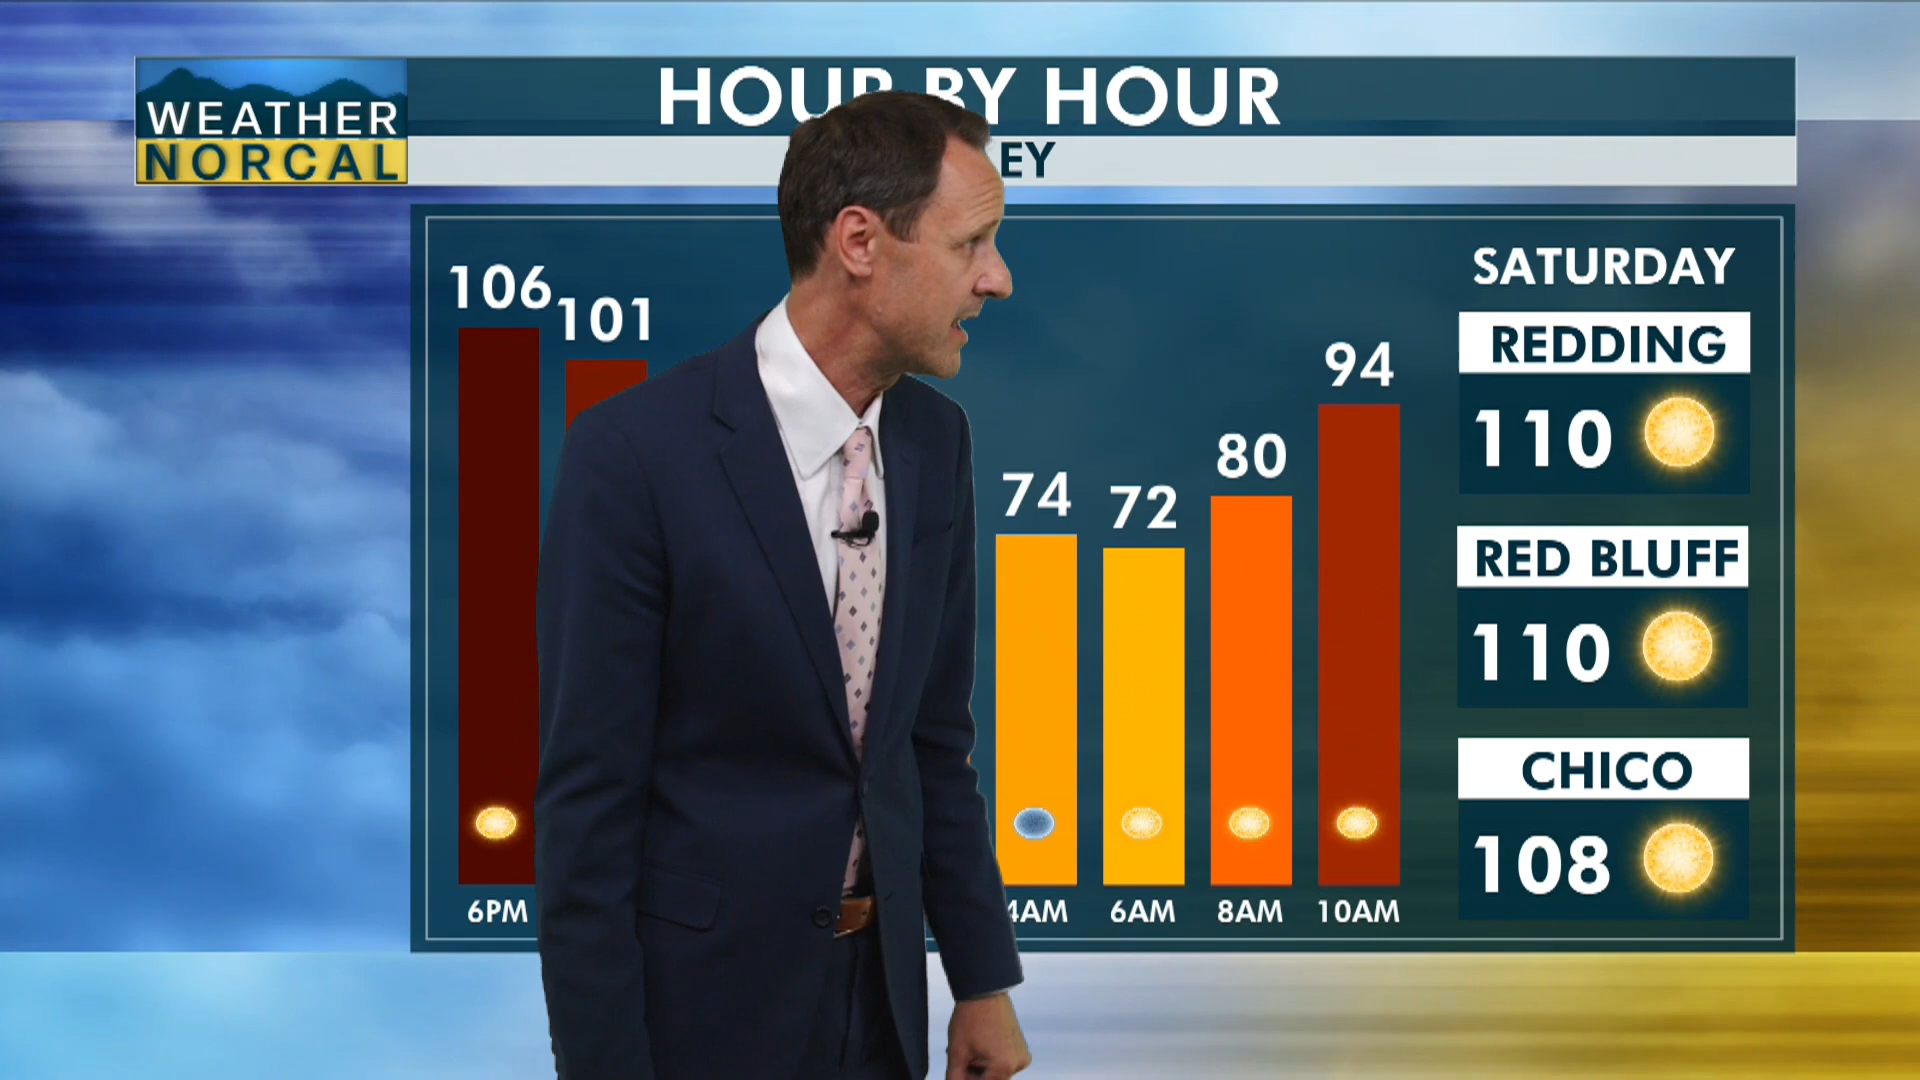 WEATHER
NORCAL
HOUR BY HOUR
106
101
74
72
80
94
6PM
4AM
6AM
8AM
10AM
SATURDAY
REDDING
110
RED BLUFF
110
CHICO
108